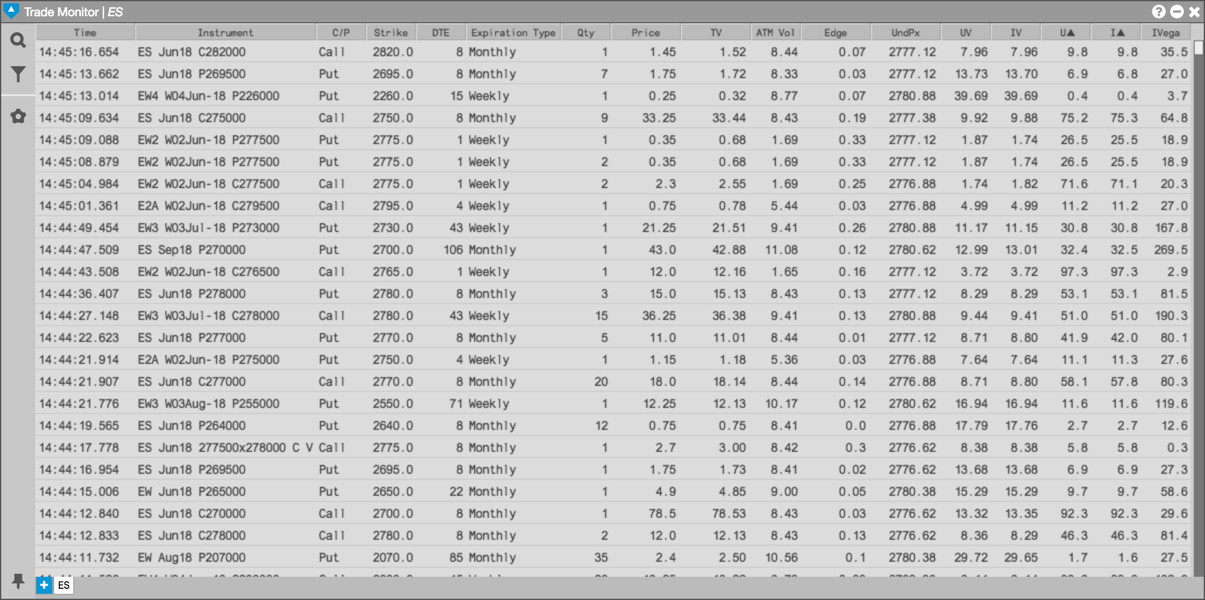 Trade Monitor | ES
Time Instrument C/P Strike DTE Expiration Type Qty Price TV ATM Vol Edge UndPx UV IV U▲ I▲ IVega
14:45:16.654 ES Jun18 C282000 Call 2820.0 8 Monthly 1 1.45 1.52 8.44 0.07 2777.12 7.96 7.96 9.8 9.8 35.5
14:45:13.662 ES Jun18 P269500 Put 2695.0 8 Monthly 7 1.75 1.72 8.33 0.03 2777.12 13.73 13.70 6.9 6.8 27.0
14:45:13.014 EW4 W04Jun-18 P226000 Put 2260.0 15 Weekly 1 0.25 0.32 8.77 0.07 2780.88 39.69 39.69 0.4 0.4 3.7
14:45:09.634 ES Jun18 C275000 Call 2750.0 8 Monthly 9 33.25 33.44 8.43 0.19 2777.38 9.92 9.88 75.2 75.3 64.8
14:45:09.088 EW2 W02Jun-18 P277500 Put 2775.0 1 Weekly 1 0.35 0.68 1.69 0.33 2777.12 1.87 1.74 26.5 25.5 18.9
14:45:08.879 EW2 W02Jun-18 P277500 Put 2775.0 1 Weekly 2 0.35 0.68 1.69 0.33 2777.12 1.87 1.74 26.5 25.5 18.9
14:45:04.984 EW2 W02Jun-18 C277500 Call 2775.0 1 Weekly 2 2.3 2.55 1.69 0.25 2776.88 1.74 1.82 71.6 71.1 20.3
14:45:01.361 E2A W02Jun-18 C279500 Call 2795.0 4 Weekly 1 0.75 0.78 5.44 0.03 2776.88 4.99 4.99 11.2 11.2 27.0
14:44:49.454 EW3 W03Jul-18 P273000 Put 2730.0 43 Weekly 1 21.25 21.51 9.41 0.26 2780.88 11.17 11.15 30.8 30.8 167.8
14:44:47.509 ES Sep18 P270000 Put 2700.0 106 Monthly 1 43.0 42.88 11.08 0.12 2780.62 12.99 13.01 32.4 32.5 269.5
14:44:43.508 EW2 W02Jun-18 C276500 Call 2765.0 1 Weekly 1 12.0 12.16 1.65 0.16 2777.12 3.72 3.72 97.3 97.3 2.9
14:44:36.407 ES Jun18 P278000 Put 2780.0 8 Monthly 3 15.0 15.13 8.43 0.13 2777.12 8.29 8.29 53.1 53.1 81.5
14:44:27.148 EW3 W03Jul-18 C278000 Call 2780.0 43 Weekly 15 36.25 36.38 9.41 0.13 2780.88 9.44 9.41 51.0 51.0 190.3
14:44:22.623 ES Jun18 P277000 Put 2770.0 8 Monthly 5 11.0 11.01 8.44 0.01 2777.12 8.71 8.80 41.9 42.0 80.1
14:44:21.914 E2A W02Jun-18 P275000 Put 2750.0 4 Weekly 1 1.15 1.18 5.36 0.03 2776.88 7.64 7.64 11.1 11.3 27.6
14:44:21.907 ES Jun18 C277000 Call 2770.0 8 Monthly 20 18.0 18.14 8.44 0.14 2776.88 8.71 8.80 58.1 57.8 80.3
14:44:21.776 EW3 W03Aug-18 P255000 Put 2550.0 71 Weekly 1 12.25 12.13 10.17 0.12 2780.62 16.94 16.94 11.6 11.6 119.6
14:44:19.565 ES Jun18 P264000 Put 2640.0 8 Monthly 12 0.75 0.75 8.41 0.0 2776.62 17.79 17.76 2.7 2.7 12.6
14:44:17.778 ES Jun18 277500x278000 C V Call 2775.0 8 Monthly 1 2.7 3.00 8.42 0.3 2776.62 8.38 8.38 5.8 5.8 0.3
14:44:16.954 ES Jun18 P269500 Put 2695.0 8 Monthly 1 1.75 1.73 8.41 0.02 2776.62 13.68 13.68 6.9 6.9 27.3
14:44:15.006 EW Jun18 P265000 Put 2650.0 22 Monthly 1 4.9 4.85 9.00 0.05 2780.38 15.29 15.29 9.7 9.7 58.6
14:44:12.840 ES Jun18 C270000 Call 2700.0 8 Monthly 1 78.5 78.53 8.43 0.03 2776.62 13.32 13.35 92.3 92.3 29.6
14:44:12.833 ES Jun18 C278000 Call 2780.0 8 Monthly 2 12.0 12.13 8.43 0.13 2776.62 8.36 8.29 46.3 46.3 81.4
14:44:11.732 EW Aug18 P207000 Put 2070.0 85 Monthly 35 2.4 2.50 10.56 0.1 2780.38 29.72 29.65 1.7 1.6 27.5
ES